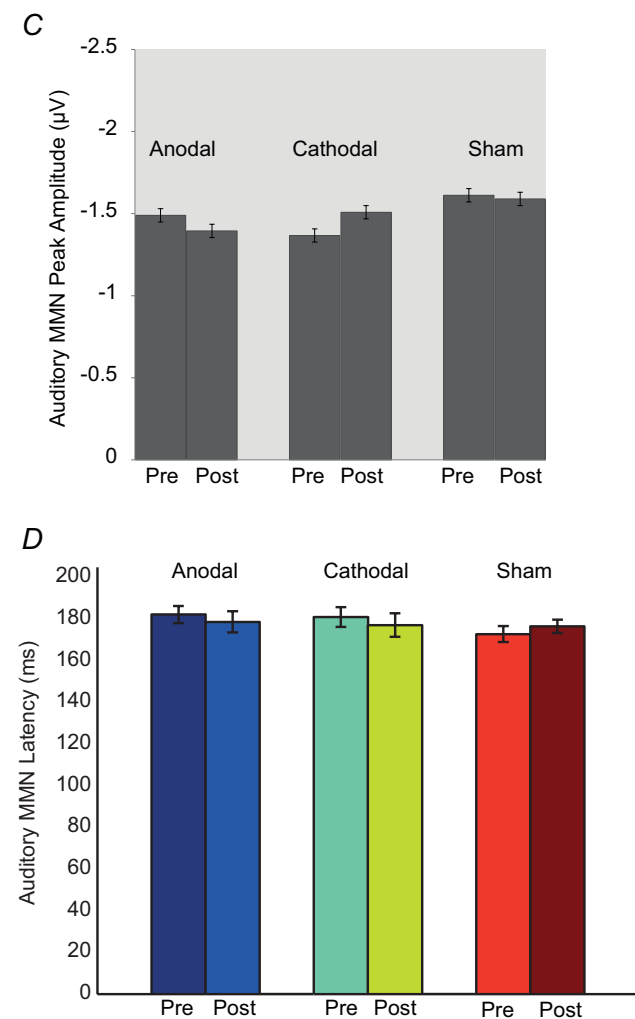 C
-2.5
-2
-1.5
-1
-0.5
0
Auditory MMN Peak Amplitude (µV)
Anodal
Cathodal
Sham
Pre
Post
Pre
Post
Pre
Post
D
200
180
160
140
120
100
80
60
40
20
0
Auditory MMN Latency (ms)
Anodal
Cathodal
Sham
Pre
Post
Pre
Post
Pre
Post